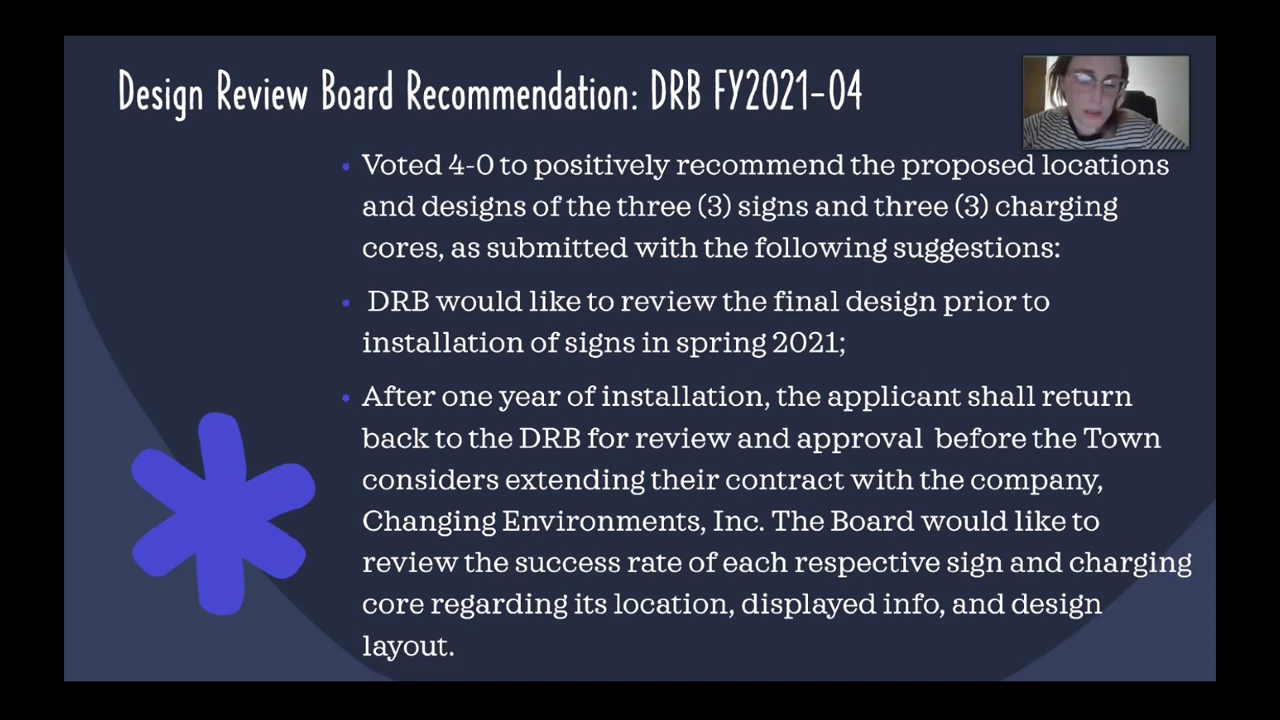 Design Review Board Recommendation: DRB FY2021-04
• Voted 4-0 to positively recommend the proposed locations
and designs of the three (3) signs and three (3) charging
cores, as submitted with the following suggestions:
• DRB would like to review the final design prior to
installation of signs in spring 2021;
• After one year of installation, the applicant shall return
back to the DRB for review and approval before the Town
considers extending their contract with the company,
Changing Environments, Inc. The Board would like to
review the success rate of each respective sign and charging
core regarding its location, displayed info, and design
layout.